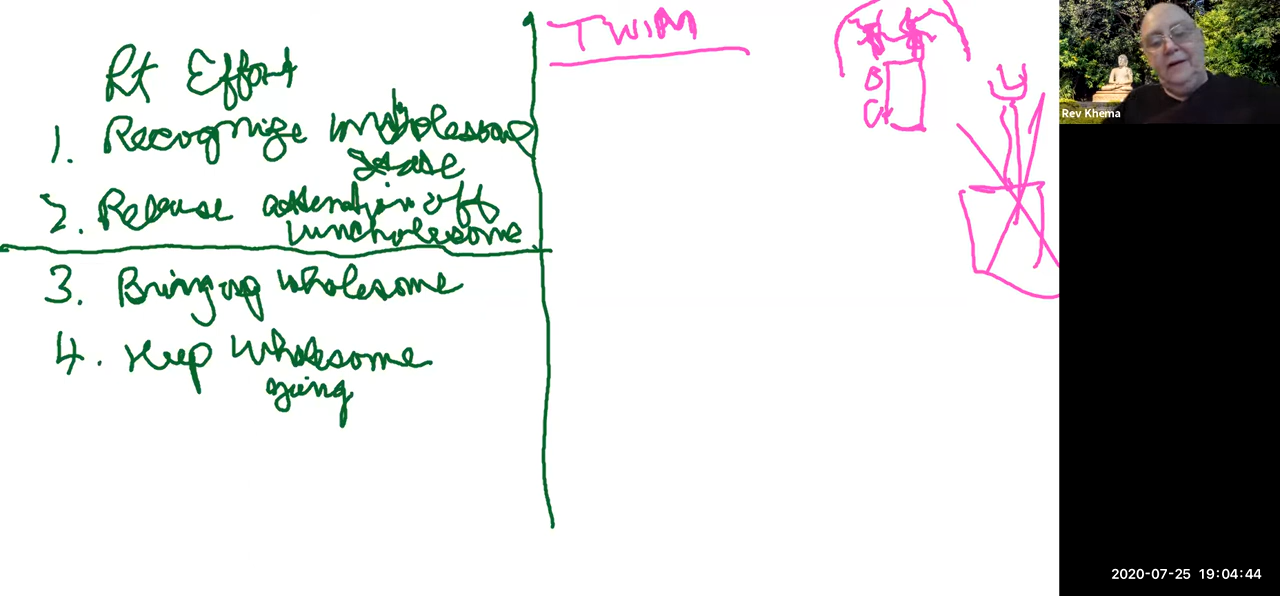 Rt Effort
1. Recognize unwholesome
state
2. Release attention off
unwholesome
3. Bring up wholesome
4. Keep wholesome
going
TWIM
B
C
Rev Khema
2020-07-25 19:04:44